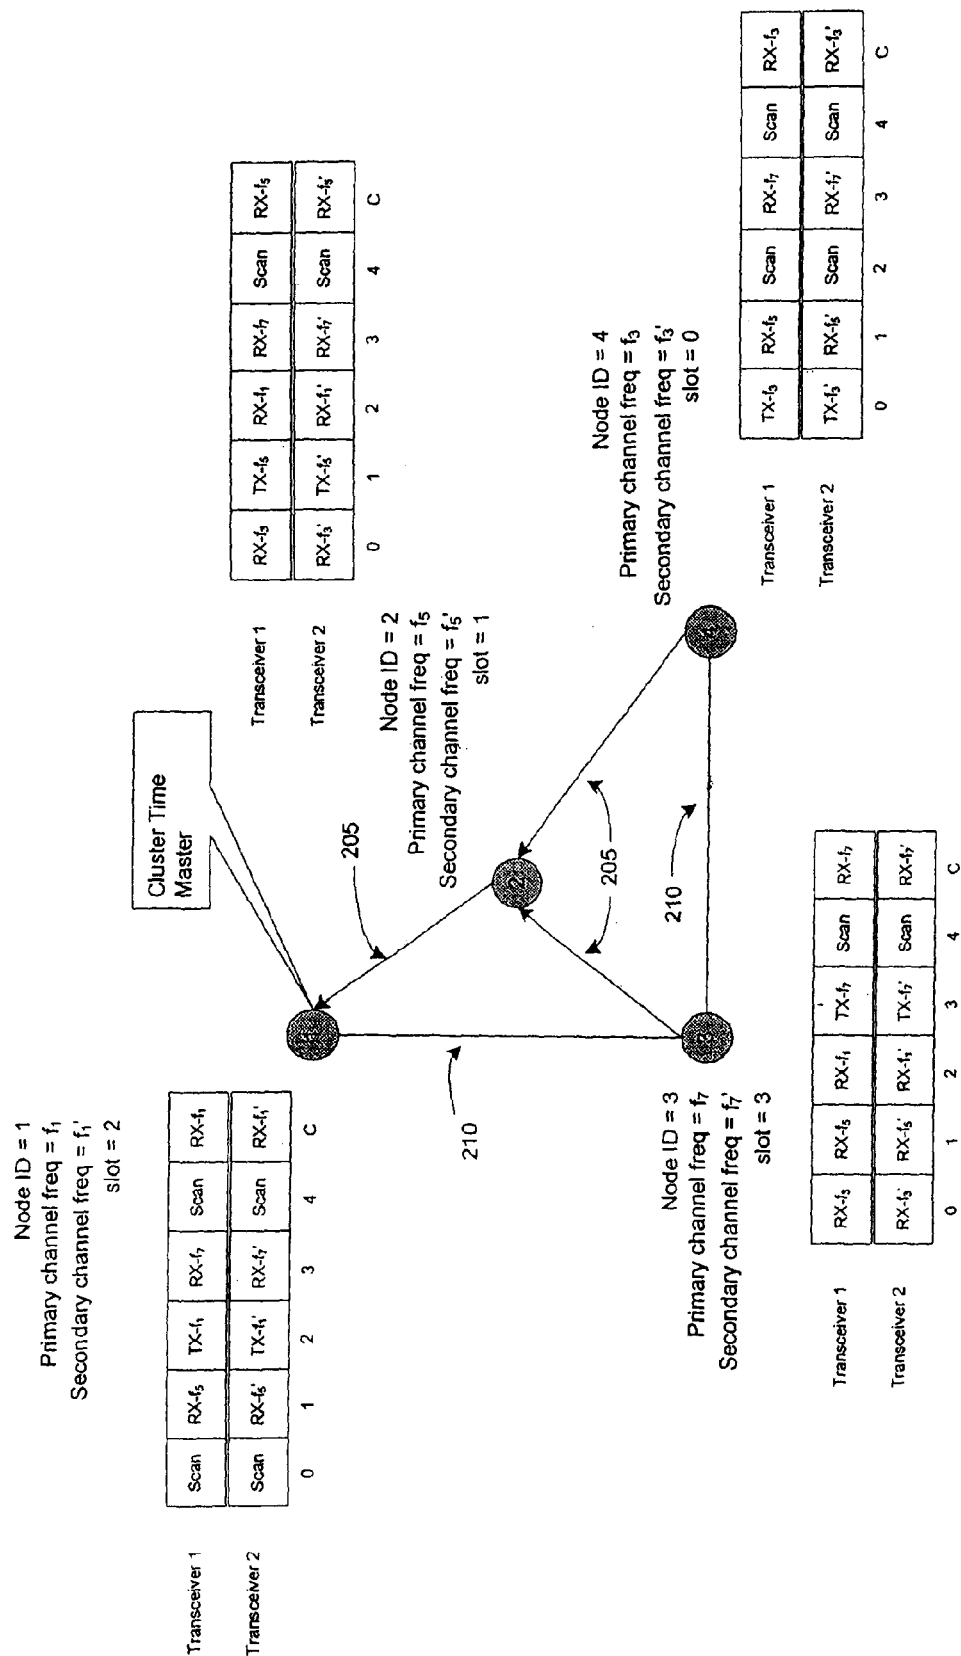 Node ID = 1
Primary channel freq = f₁
Secondary channel freq = f₁'
slot = 2
Transceiver 1
Scan RX-f₅ TX-f₁ RX-f₇ Scan RX-f₁
Transceiver 2
Scan RX-f₅' TX-f₁' RX-f₇' Scan RX-f₁'
0 1 2 3 4 C
Cluster Time
Master
Transceiver 1
RX-f₃ TX-f₅ RX-f₁ RX-f₇ Scan RX-f₅
Transceiver 2
RX-f₃' TX-f₅' RX-f₁' RX-f₇' Scan RX-f₅'
0 1 2 3 4 C
1
205
Node ID = 2
Primary channel freq = f₅
Secondary channel freq = f₅'
slot = 1
210
2
205
210
Node ID = 3
Primary channel freq = f₇
Secondary channel freq = f₇'
slot = 3
3
4
Node ID = 4
Primary channel freq = f₃
Secondary channel freq = f₃'
slot = 0
Transceiver 1
RX-f₃ RX-f₅ RX-f₁ TX-f₇ Scan RX-f₇
Transceiver 2
RX-f₃' RX-f₅' RX-f₁' TX-f₇' Scan RX-f₇'
0 1 2 3 4 C
Transceiver 1
TX-f₃ RX-f₅ Scan RX-f₇ Scan RX-f₃
Transceiver 2
TX-f₃' RX-f₅' Scan RX-f₇' Scan RX-f₃'
0 1 2 3 4 C